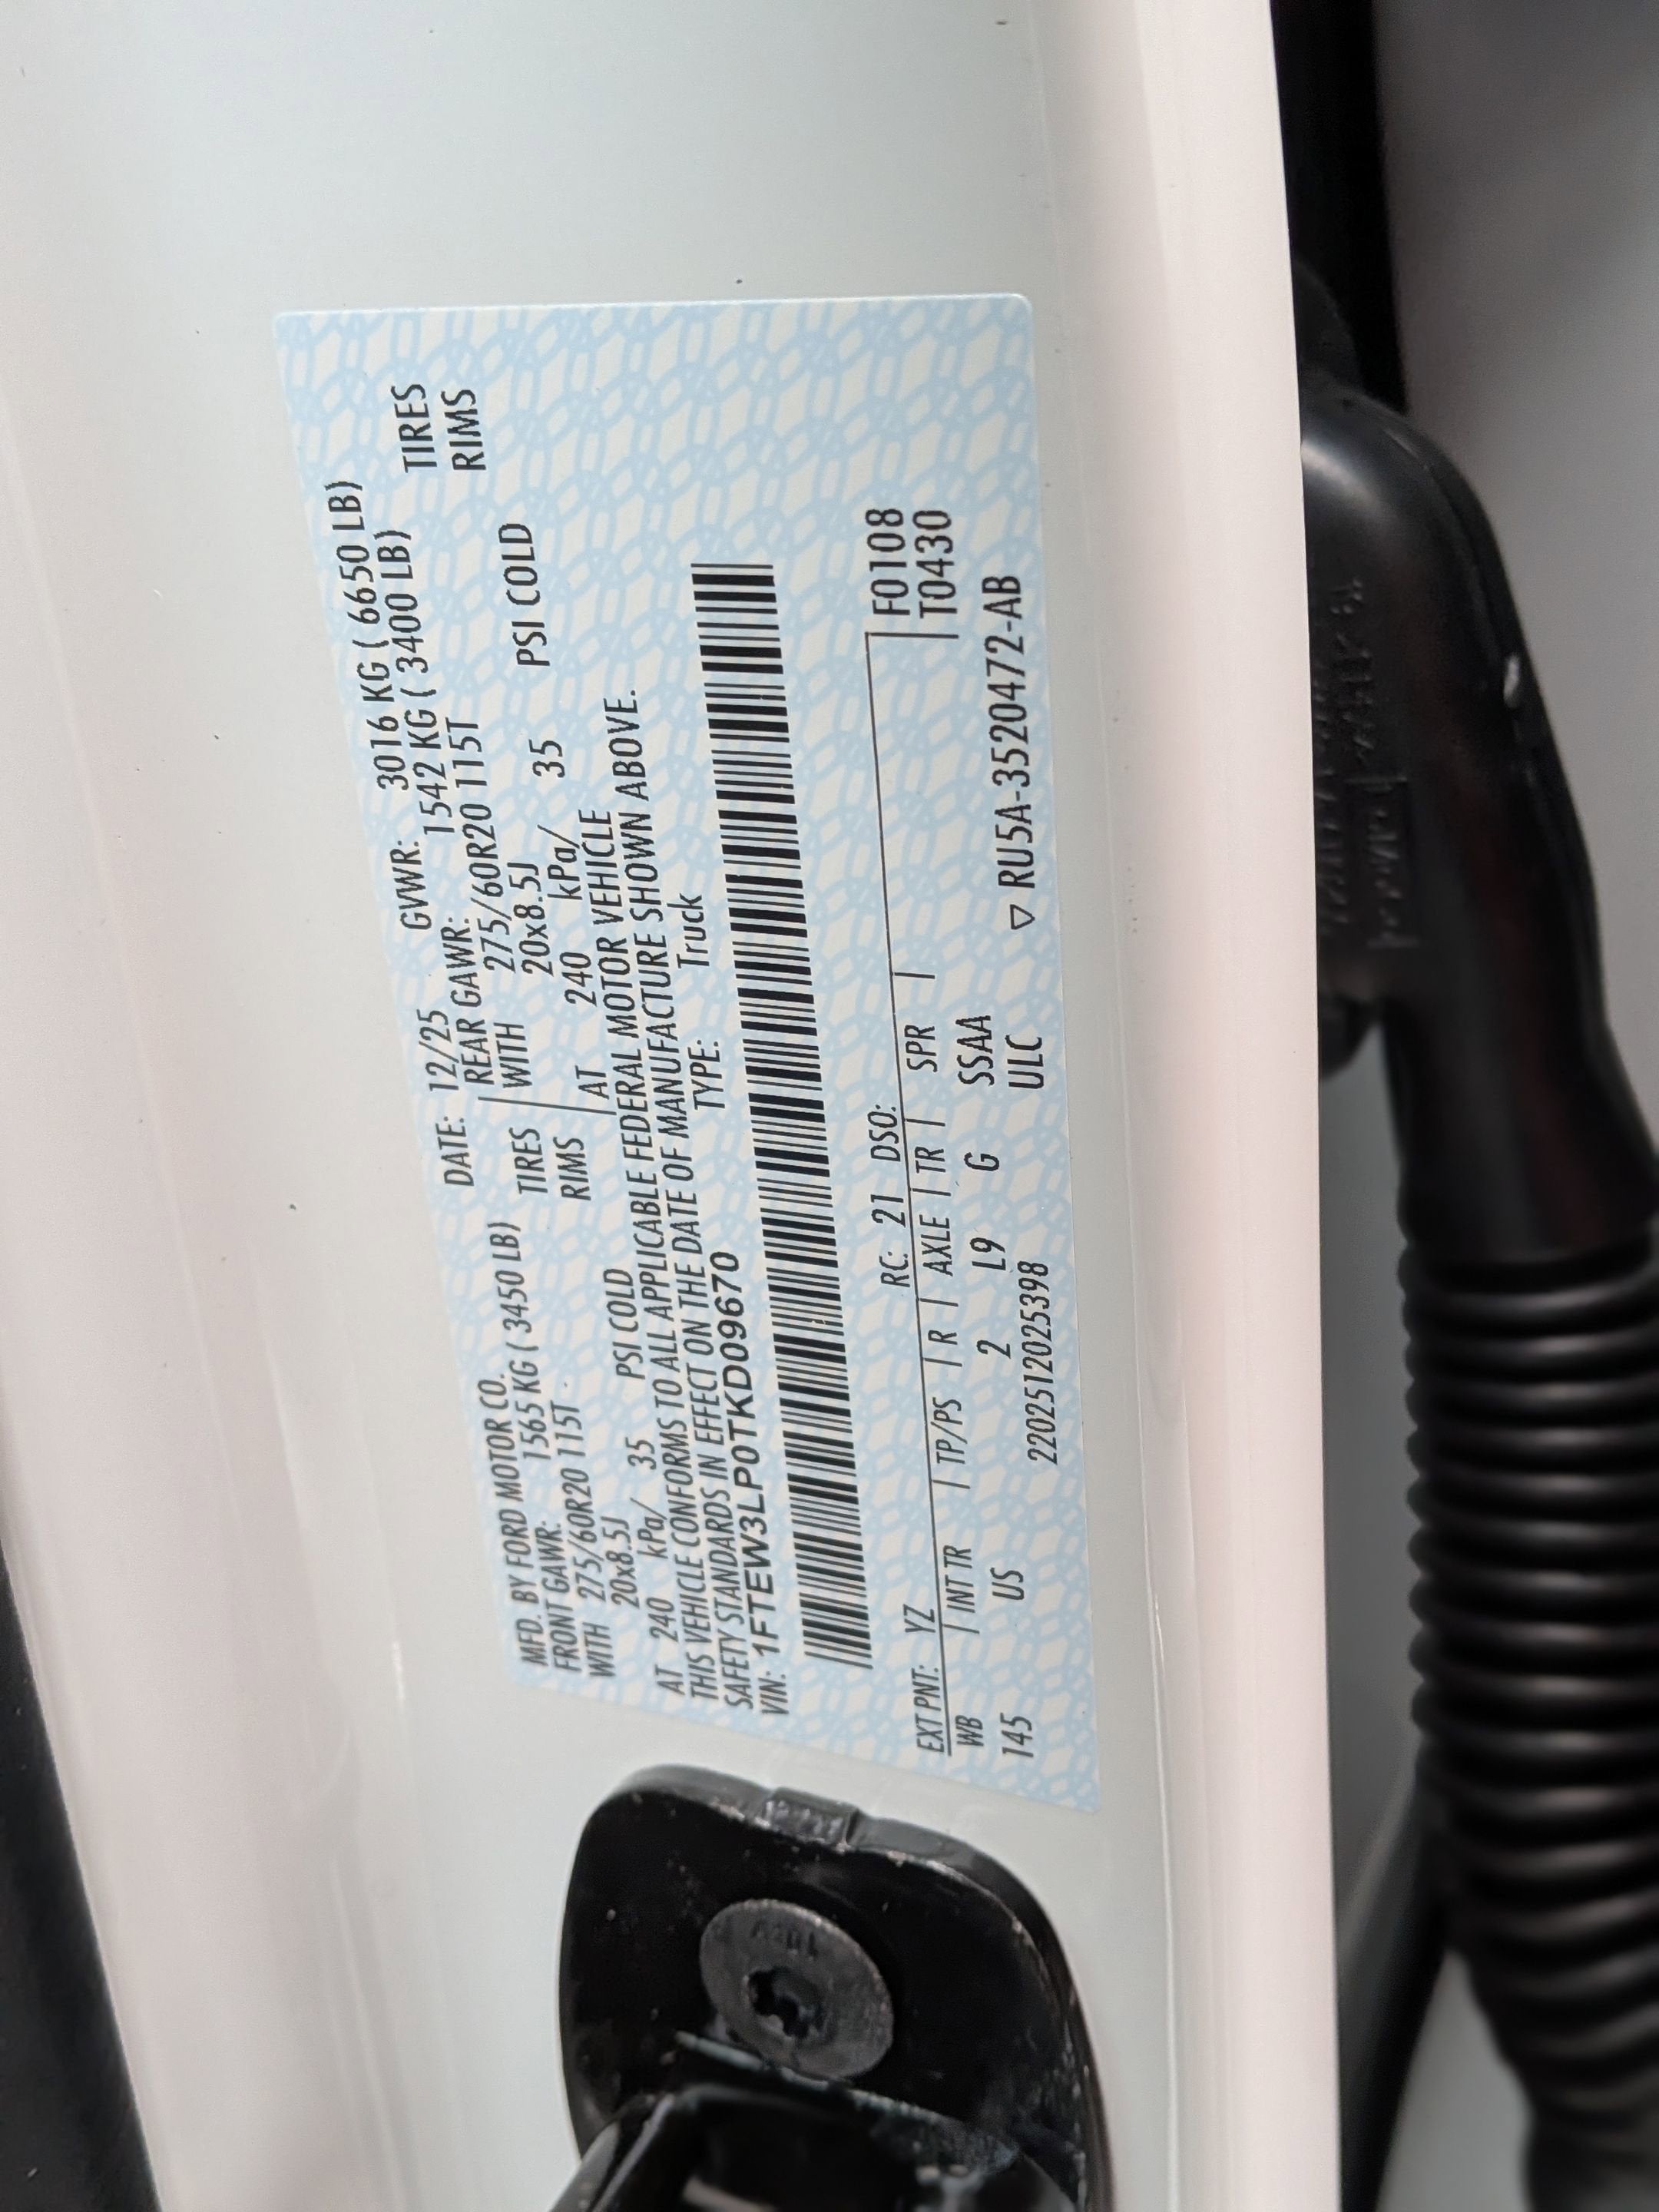 MFD. BY FORD MOTOR CO. DATE: 12/25 GVWR: 3016 KG ( 6650 LB)
FRONT GAWR: 1565 KG ( 3450 LB) REAR GAWR: 1542 KG ( 3400 LB)
WITH 275/60R20 115T TIRES WITH 275/60R20 115T TIRES
20x8.5J RIMS 20x8.5J RIMS
AT 240 kPa/ 35 PSI COLD AT 240 kPa/ 35 PSI COLD
THIS VEHICLE CONFORMS TO ALL APPLICABLE FEDERAL MOTOR VEHICLE
SAFETY STANDARDS IN EFFECT ON THE DATE OF MANUFACTURE SHOWN ABOVE.
VIN: 1FTEW3LP0TKD09670 TYPE: Truck
EXT PNT: YZ RC: 21 DSO: F0108
WB | INT TR | TP/PS | R | AXLE | TR | SPR | T0430
145 US 2 L9 G SSAA
2202512025398 ULC ▽ RU5A-3520472-AB